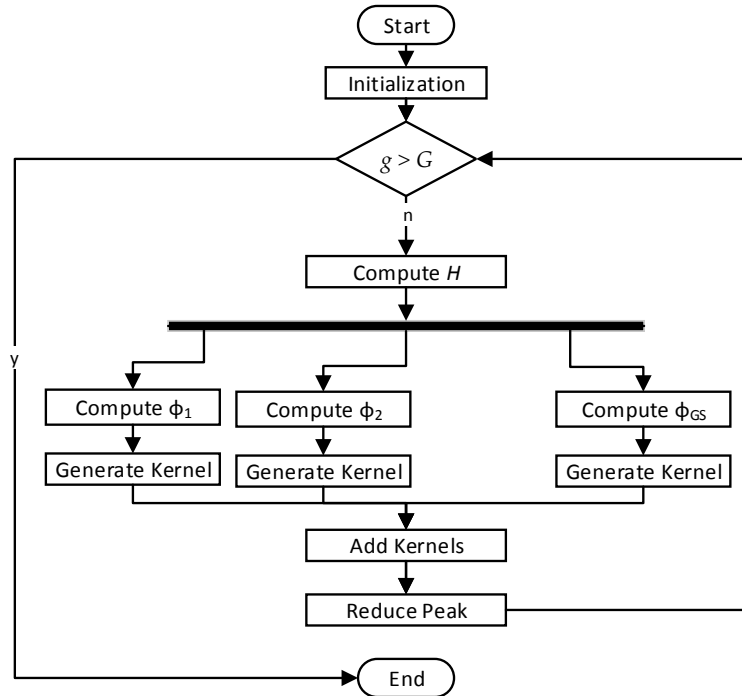 Start
Initialization
g > G
n
Compute H
y
Compute ϕ₁
Compute ϕ₂
Compute ϕGS
Generate Kernel
Generate Kernel
Generate Kernel
Add Kernels
Reduce Peak
End